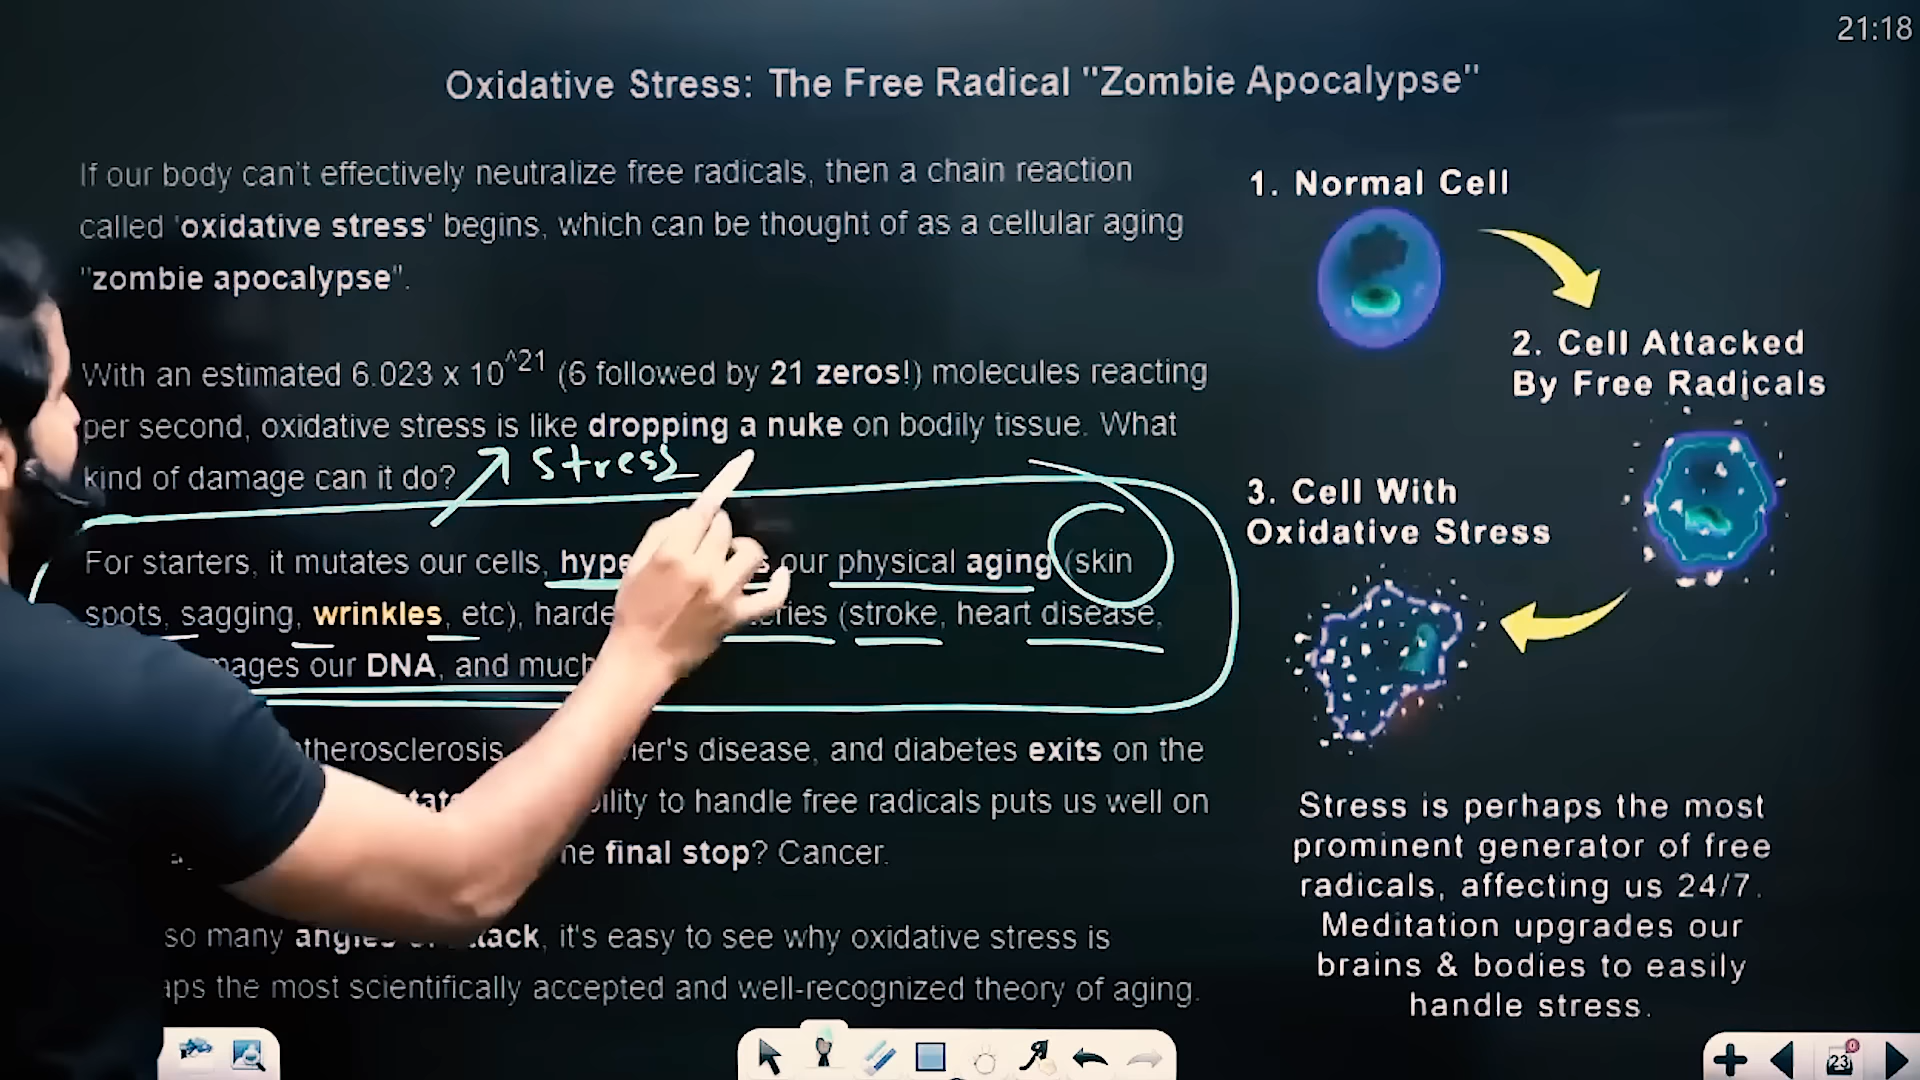 21:18
Oxidative Stress: The Free Radical "Zombie Apocalypse"
If our body can't effectively neutralize free radicals, then a chain reaction
called 'oxidative stress' begins, which can be thought of as a cellular aging
"zombie apocalypse".
With an estimated 6.023 x 10^21 (6 followed by 21 zeros!) molecules reacting
per second, oxidative stress is like dropping a nuke on bodily tissue. What
kind of damage can it do?
stress
For starters, it mutates our cells, our physical aging (skin
spots, sagging, wrinkles, etc), (stroke, heart disease,
our DNA, and much
disease, and diabetes exits on the
to handle free radicals puts us well on
final stop? Cancer.
so many angles of attack, it's easy to see why oxidative stress is
the most scientifically accepted and well-recognized theory of aging.
1. Normal Cell
2. Cell Attacked
By Free Radicals
3. Cell With
Oxidative Stress
Stress is perhaps the most
prominent generator of free
radicals, affecting us 24/7.
Meditation upgrades our
brains & bodies to easily
handle stress.
23